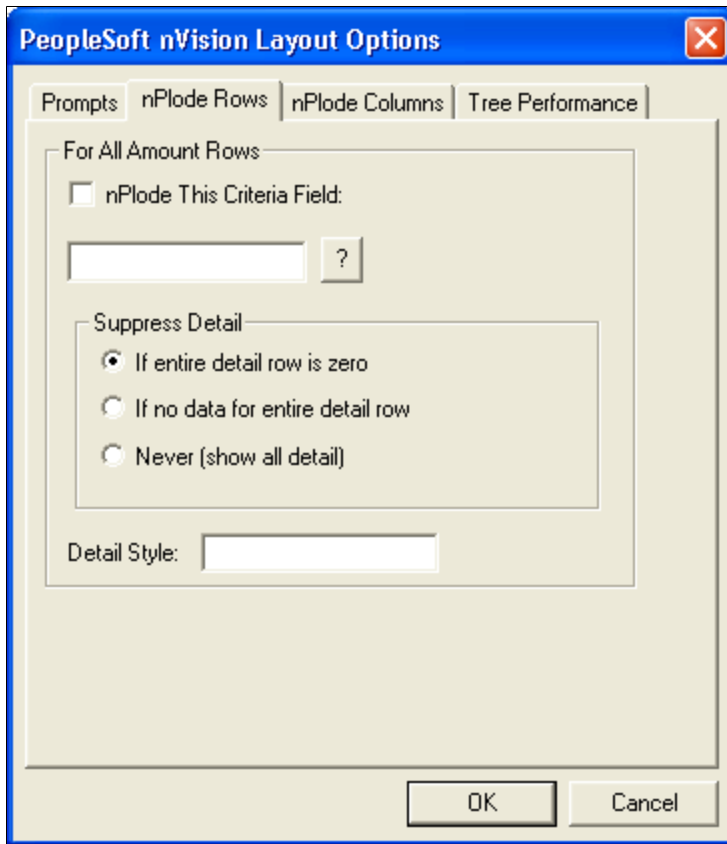 PeopleSoft nVision Layout Options
Prompts nPlode Rows nPlode Columns Tree Performance
For All Amount Rows
nPlode This Criteria Field:
?
Suppress Detail
If entire detail row is zero
If no data for entire detail row
Never (show all detail)
Detail Style:
OK Cancel